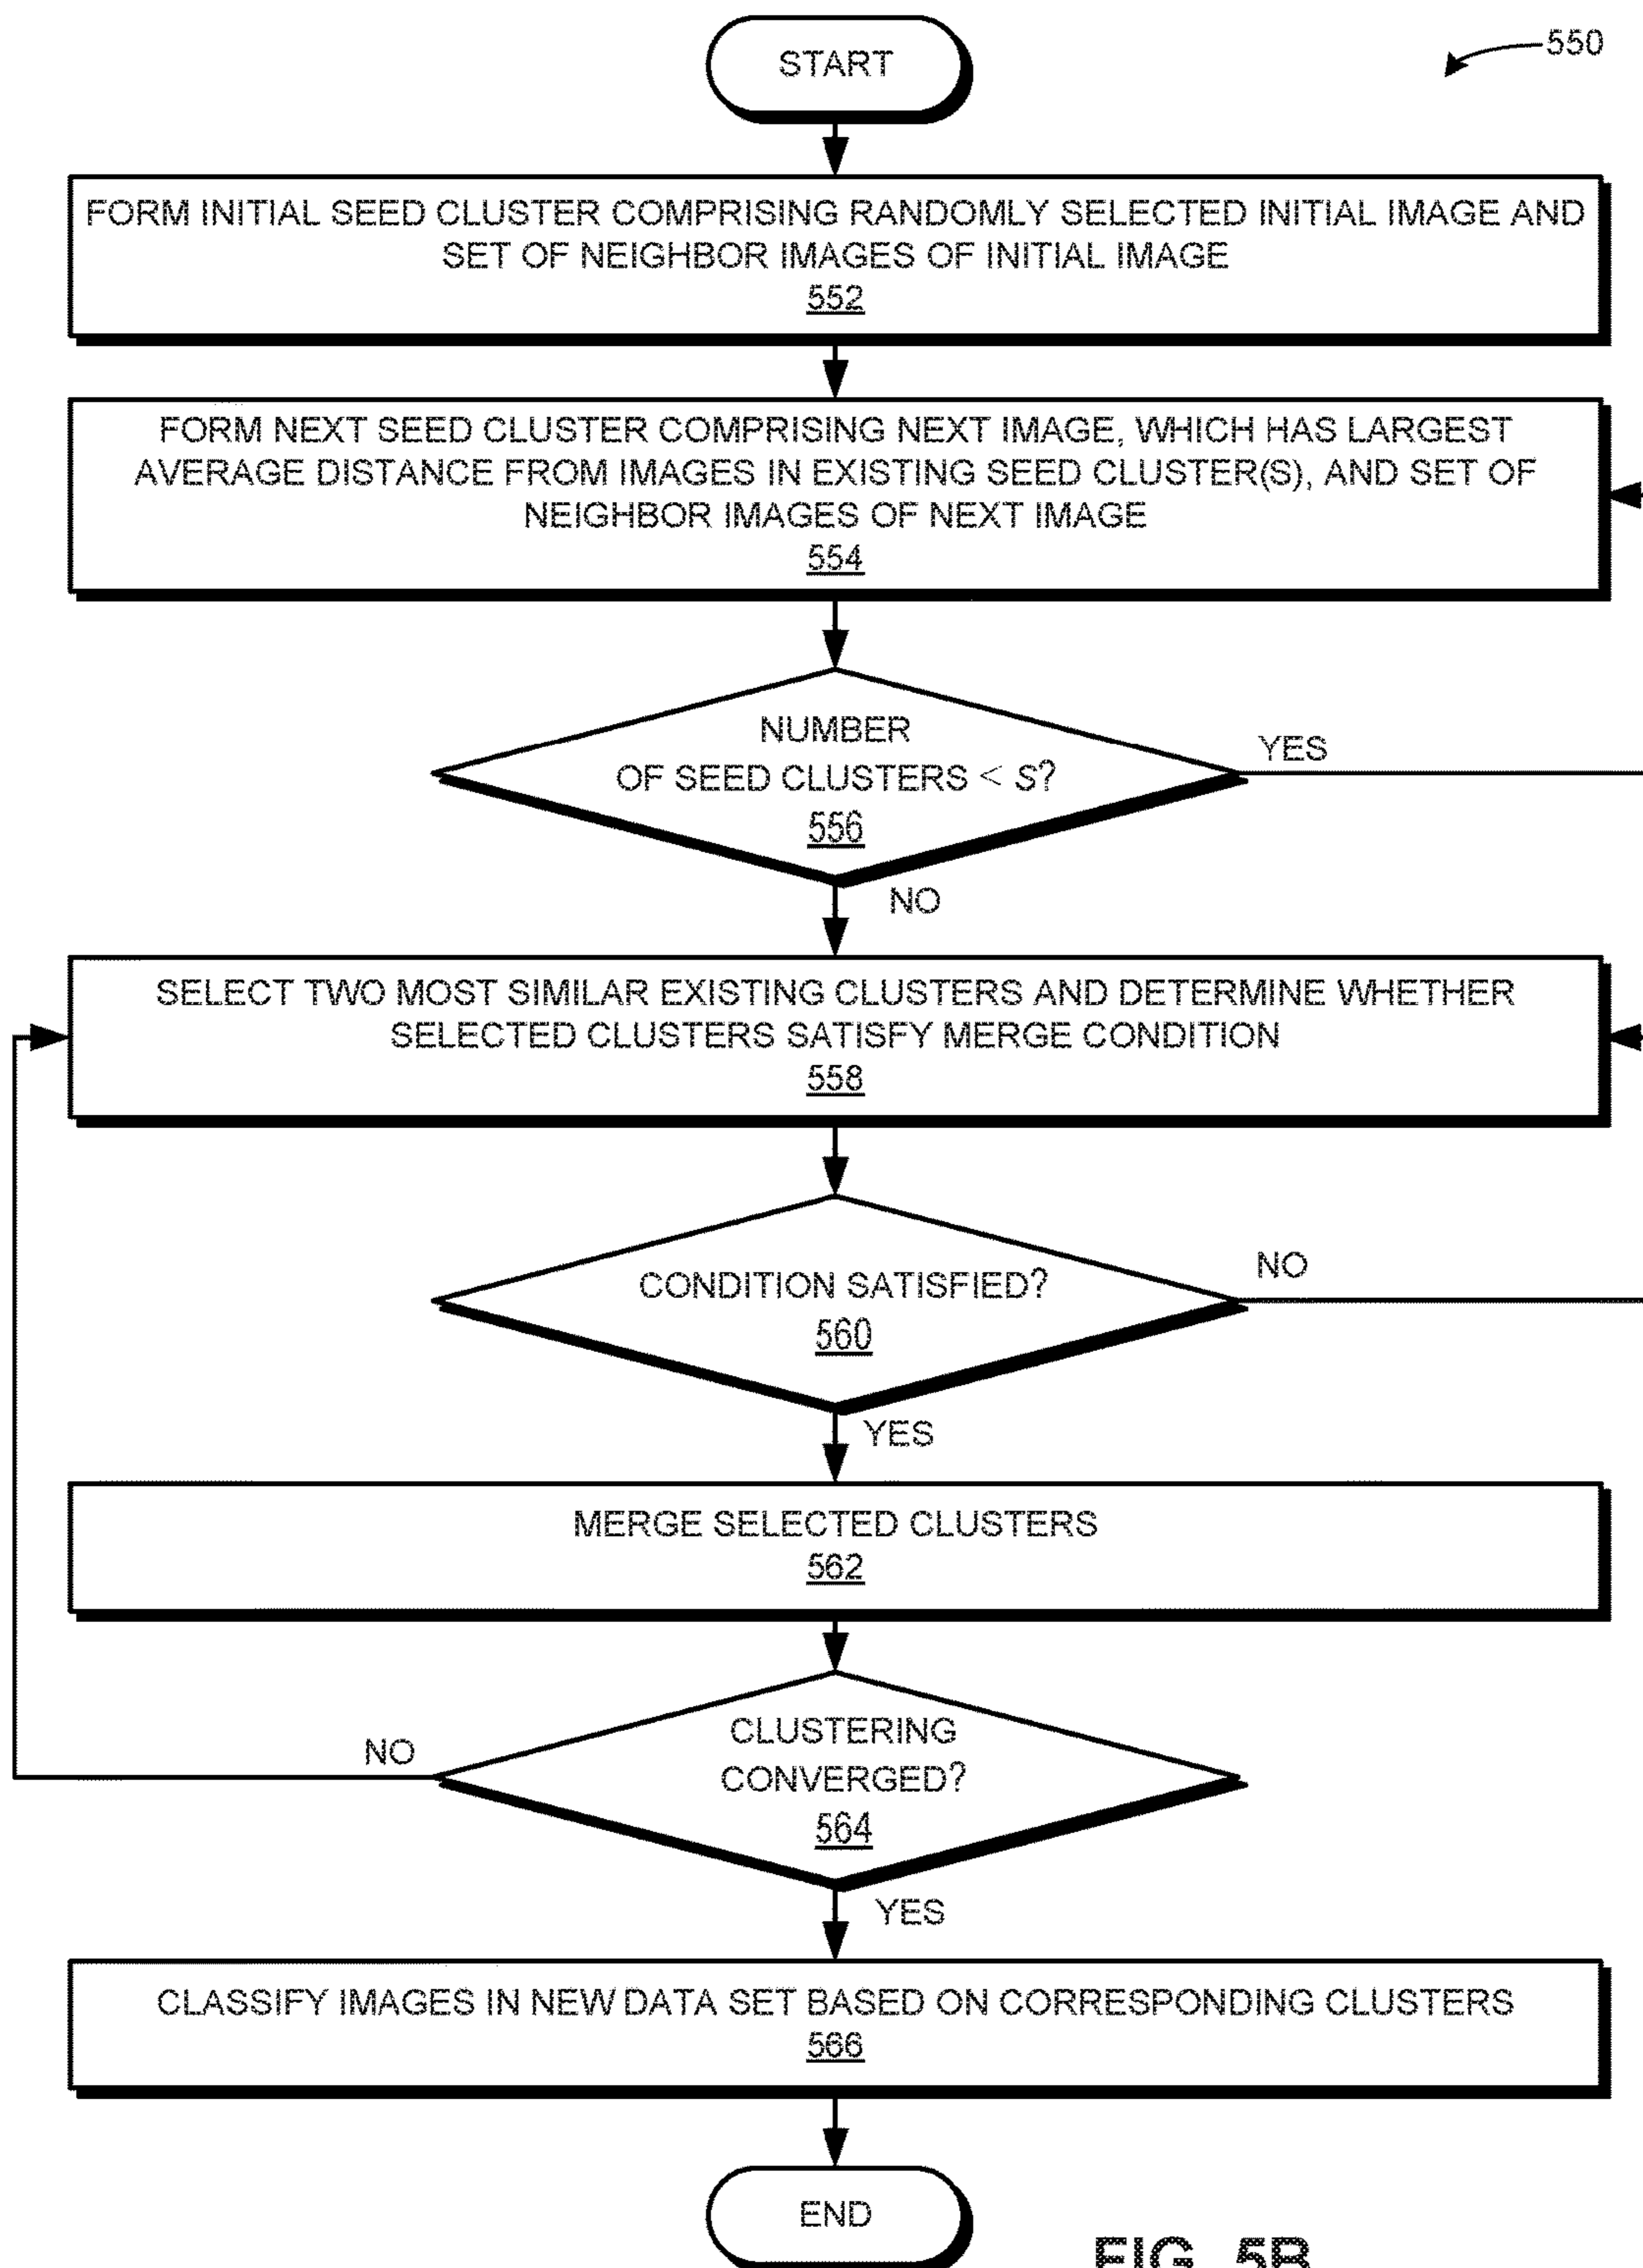 START
550
FORM INITIAL SEED CLUSTER COMPRISING RANDOMLY SELECTED INITIAL IMAGE AND
SET OF NEIGHBOR IMAGES OF INITIAL IMAGE
552
FORM NEXT SEED CLUSTER COMPRISING NEXT IMAGE, WHICH HAS LARGEST
AVERAGE DISTANCE FROM IMAGES IN EXISTING SEED CLUSTER(S), AND SET OF
NEIGHBOR IMAGES OF NEXT IMAGE
554
NUMBER
OF SEED CLUSTERS < S?
556
YES
NO
SELECT TWO MOST SIMILAR EXISTING CLUSTERS AND DETERMINE WHETHER
SELECTED CLUSTERS SATISFY MERGE CONDITION
558
CONDITION SATISFIED?
560
NO
YES
MERGE SELECTED CLUSTERS
562
CLUSTERING
CONVERGED?
564
NO
YES
CLASSIFY IMAGES IN NEW DATA SET BASED ON CORRESPONDING CLUSTERS
566
END
FIG. 5B